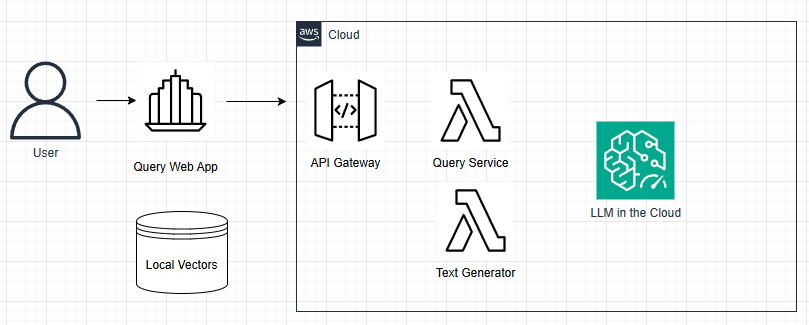 aws
Cloud
User
Query Web App
API Gateway
</>
Query Service
LLM in the Cloud
Local Vectors
Text Generator